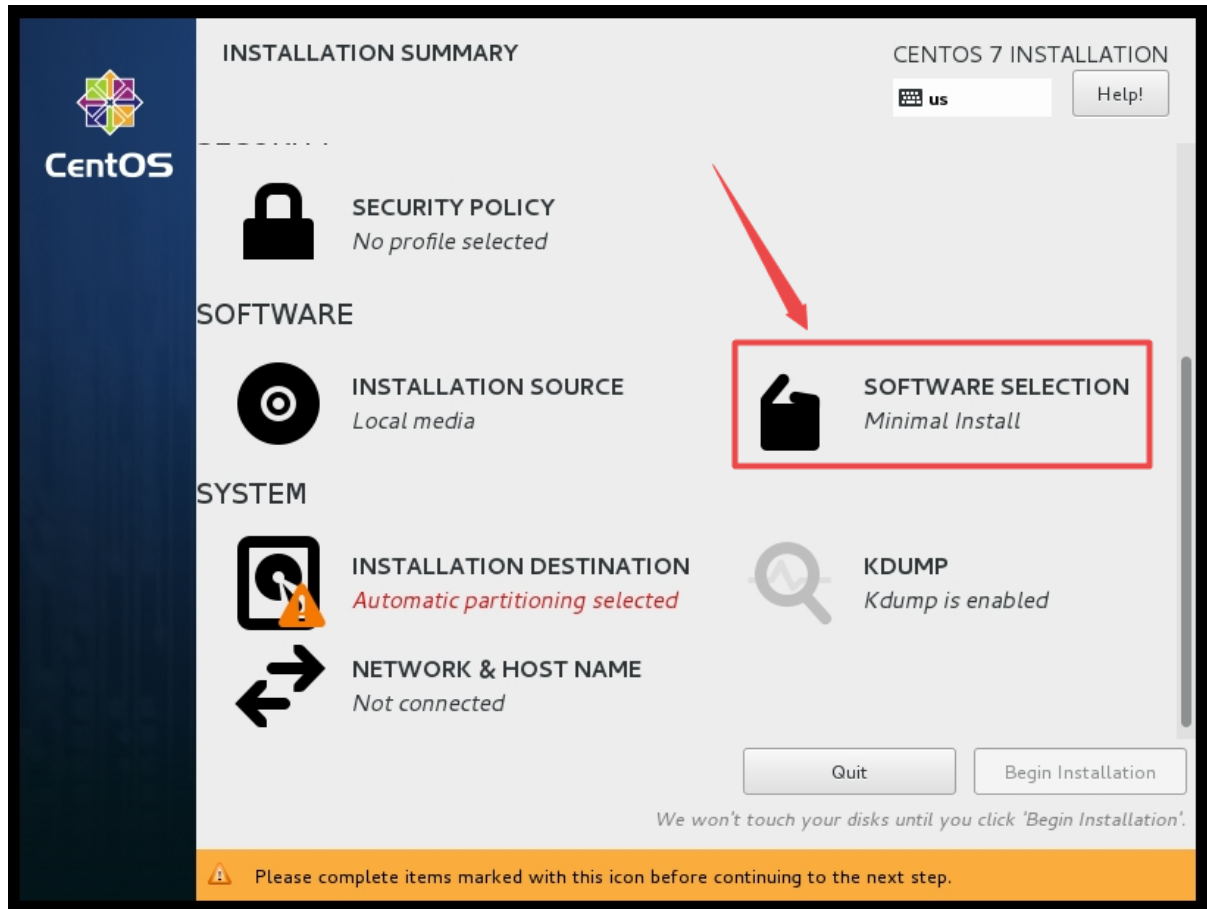 INSTALLATION SUMMARY
CENTOS 7 INSTALLATION
us
Help!
CentOS
SECURITY POLICY
No profile selected
SOFTWARE
INSTALLATION SOURCE
Local media
SOFTWARE SELECTION
Minimal Install
SYSTEM
INSTALLATION DESTINATION
Automatic partitioning selected
KDUMP
Kdump is enabled
NETWORK & HOST NAME
Not connected
Quit
Begin Installation
We won't touch your disks until you click 'Begin Installation'.
Please complete items marked with this icon before continuing to the next step.